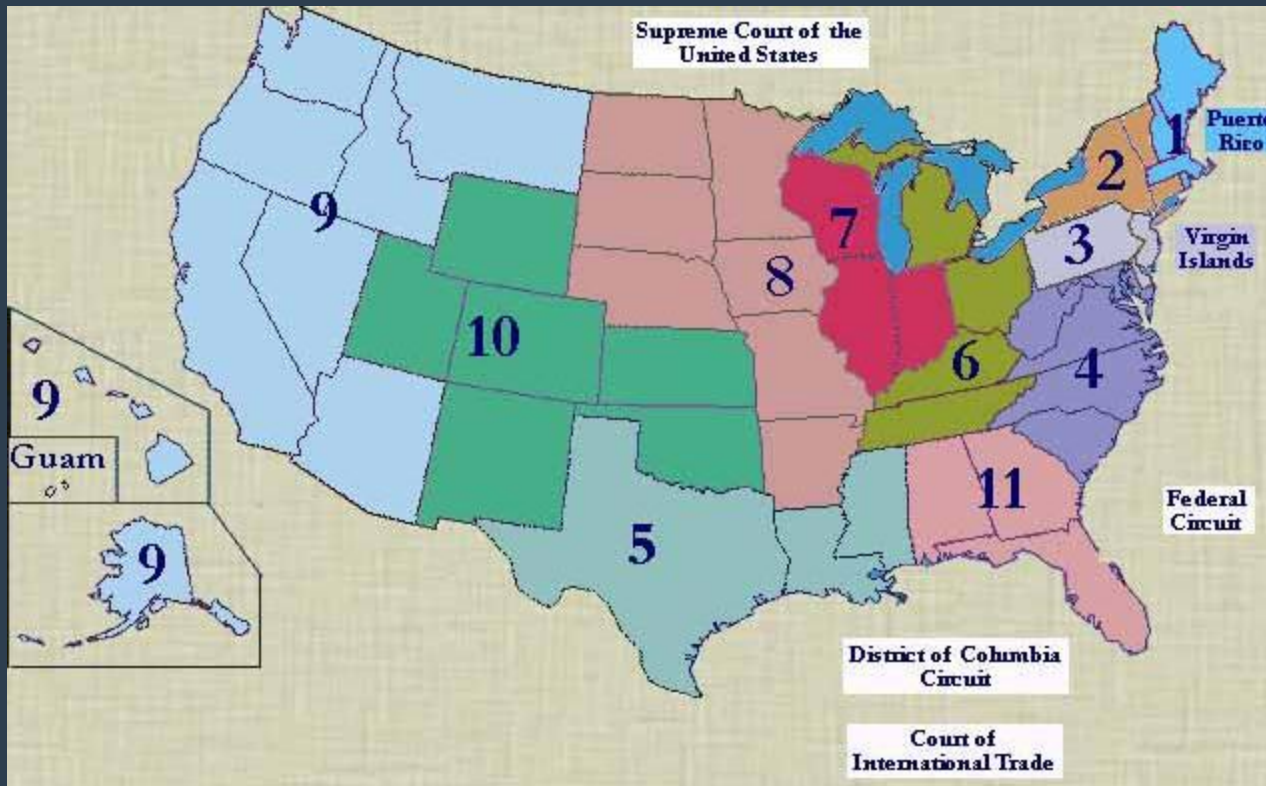 Supreme Court of the
United States
1
Puerto
Rico
2
Virgin
Islands
3
7
8
9
10
6
4
9
Guam
11
Federal
Circuit
5
9
District of Columbia
Circuit
Court of
International Trade